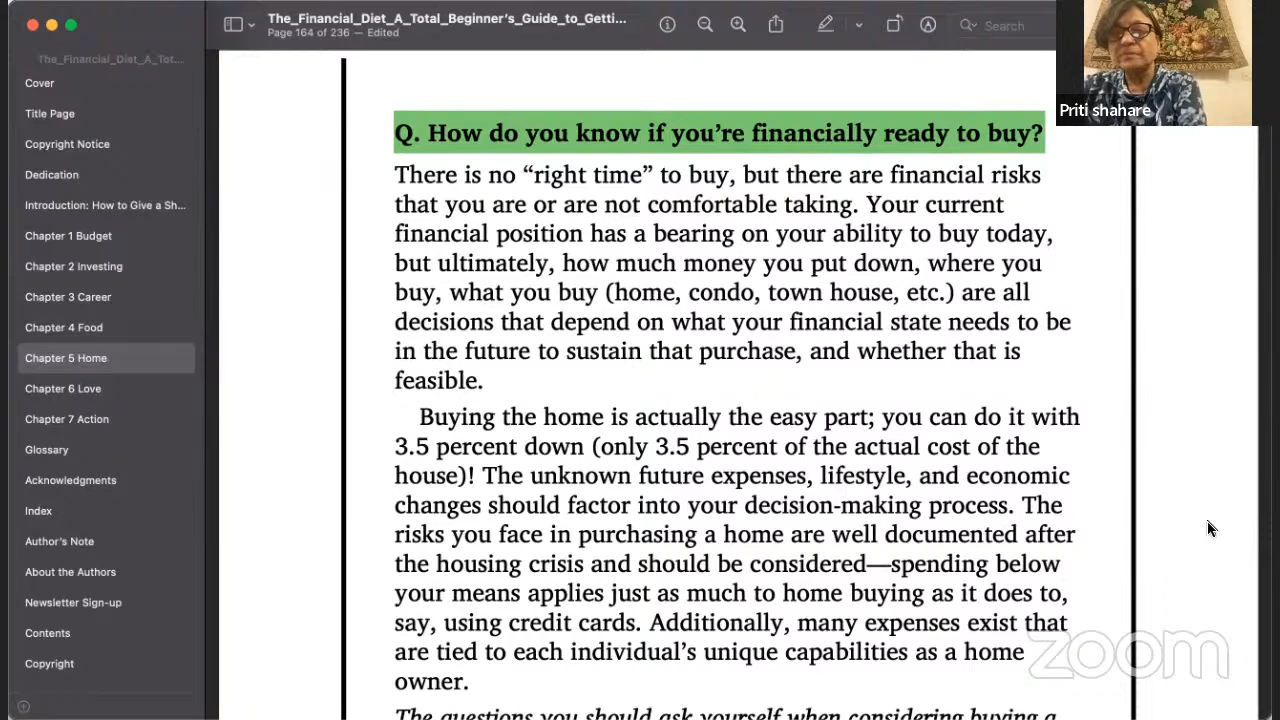 The_Financial_Diet_A_Total_Beginner's_Guide_to_Getti...
Page 164 of 236 — Edited
Search
Priti shahare
The_Financial_Diet_A_Tot...
Cover
Title Page
Copyright Notice
Dedication
Introduction: How to Give a Sh...
Chapter 1 Budget
Chapter 2 Investing
Chapter 3 Career
Chapter 4 Food
Chapter 5 Home
Chapter 6 Love
Chapter 7 Action
Glossary
Acknowledgments
Index
Author's Note
About the Authors
Newsletter Sign-up
Contents
Copyright
Q. How do you know if you're financially ready to buy?
There is no “right time” to buy, but there are financial risks
that you are or are not comfortable taking. Your current
financial position has a bearing on your ability to buy today,
but ultimately, how much money you put down, where you
buy, what you buy (home, condo, town house, etc.) are all
decisions that depend on what your financial state needs to be
in the future to sustain that purchase, and whether that is
feasible.
Buying the home is actually the easy part; you can do it with
3.5 percent down (only 3.5 percent of the actual cost of the
house)! The unknown future expenses, lifestyle, and economic
changes should factor into your decision-making process. The
risks you face in purchasing a home are well documented after
the housing crisis and should be considered—spending below
your means applies just as much to home buying as it does to,
say, using credit cards. Additionally, many expenses exist that
are tied to each individual's unique capabilities as a home
owner.
The questions you should ask yourself when considering buying a
zoom